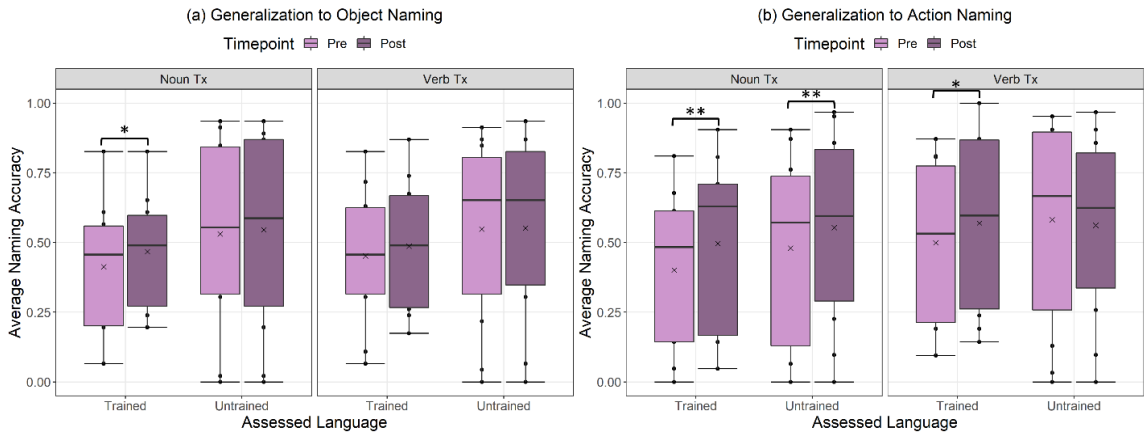 (a) Generalization to Object Naming
Timepoint Pre Post
Noun Tx Verb Tx
*
Average Naming Accuracy
1.00
0.75
0.50
0.25
0.00
Trained Untrained Trained Untrained
Assessed Language
(b) Generalization to Action Naming
Timepoint Pre Post
Noun Tx Verb Tx
** ** *
Average Naming Accuracy
1.00
0.75
0.50
0.25
0.00
Trained Untrained Trained Untrained
Assessed Language